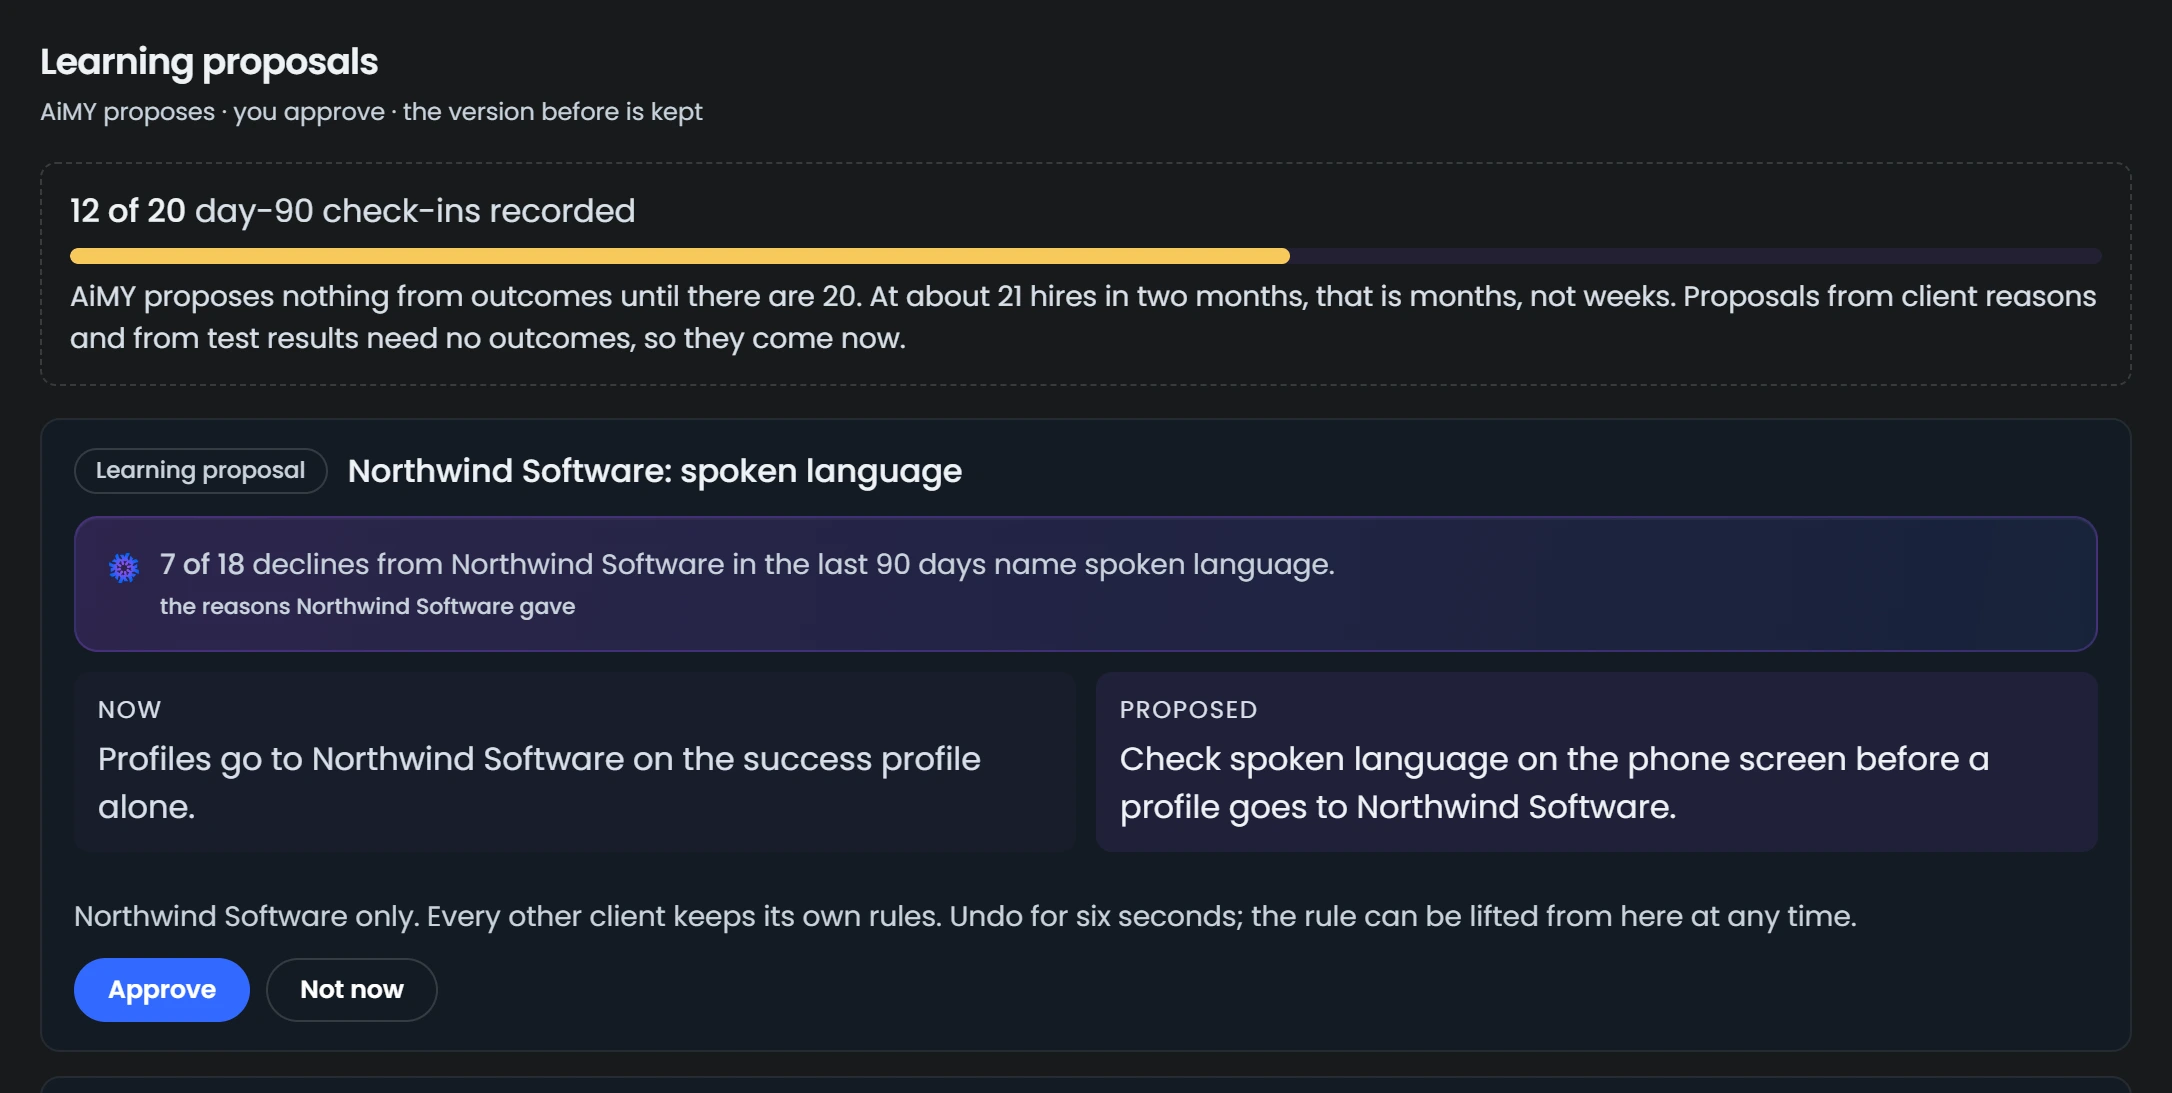 Learning proposals
AiMY proposes · you approve · the version before is kept
12 of 20 day-90 check-ins recorded
AiMY proposes nothing from outcomes until there are 20. At about 21 hires in two months, that is months, not weeks. Proposals from client reasons
and from test results need no outcomes, so they come now.
Learning proposal
Northwind Software: spoken language
7 of 18 declines from Northwind Software in the last 90 days name spoken language.
the reasons Northwind Software gave
NOW
Profiles go to Northwind Software on the success profile
alone.
PROPOSED
Check spoken language on the phone screen before a
profile goes to Northwind Software.
Northwind Software only. Every other client keeps its own rules. Undo for six seconds; the rule can be lifted from here at any time.
Approve
Not now